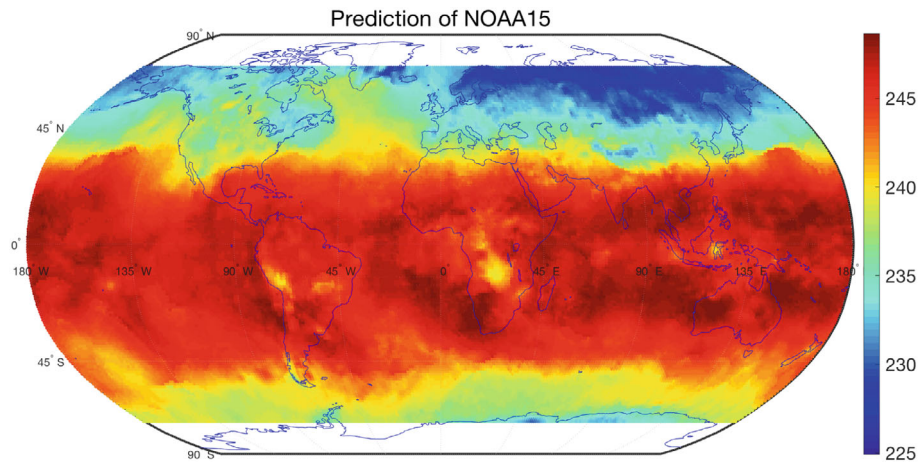 Prediction of NOAA15
90° N
45° N
0°
180° W
135° W
90° W
45° W
0
45° E
90° E
135° E
180°
45° S
90° S
245
240
235
230
225